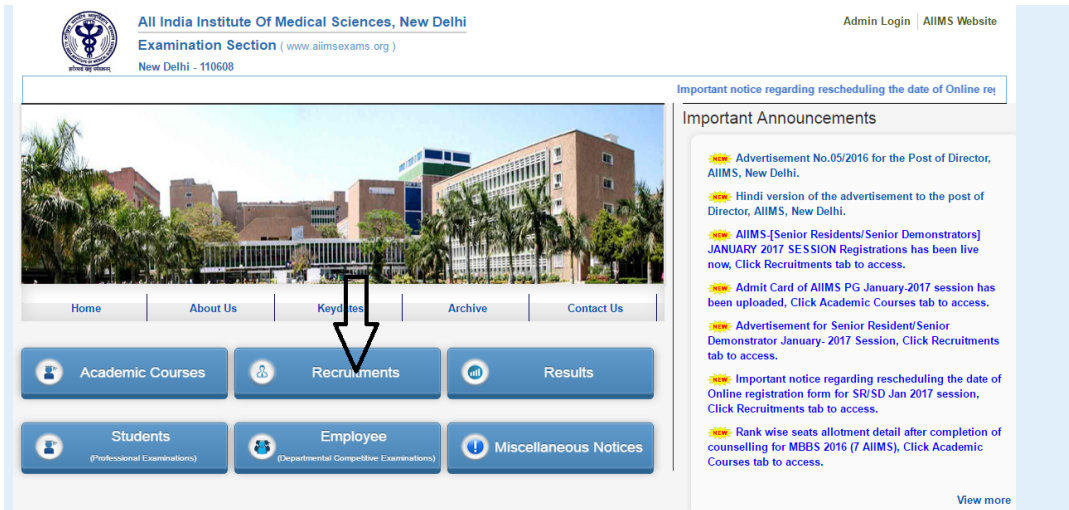 All India Institute Of Medical Sciences, New Delhi
Examination Section ( www.aiimsexams.org )
New Delhi - 110608
Admin Login | AIIMS Website
Important notice regarding rescheduling the date of Online reg
Important Announcements
NEW Advertisement No.05/2016 for the Post of Director,
AIIMS, New Delhi.
NEW Hindi version of the advertisement to the post of
Director, AIIMS, New Delhi.
NEW AIIMS-[Senior Residents/Senior Demonstrators]
JANUARY 2017 SESSION Registrations has been live
now, Click Recruitments tab to access.
NEW Admit Card of AIIMS PG January-2017 session has
been uploaded, Click Academic Courses tab to access.
NEW Advertisement for Senior Resident/Senior
Demonstrator January- 2017 Session, Click Recruitments
tab to access.
NEW Important notice regarding rescheduling the date of
Online registration form for SR/SD Jan 2017 session,
Click Recruitments tab to access.
NEW Rank wise seats allotment detail after completion of
counselling for MBBS 2016 (7 AIIMS), Click Academic
Courses tab to access.
View more
Home About Us Keydates Archive Contact Us
Academic Courses Recruitments Results
Students Employee Miscellaneous Notices
(Professional Examinations) (Departmental Competitive Examinations)